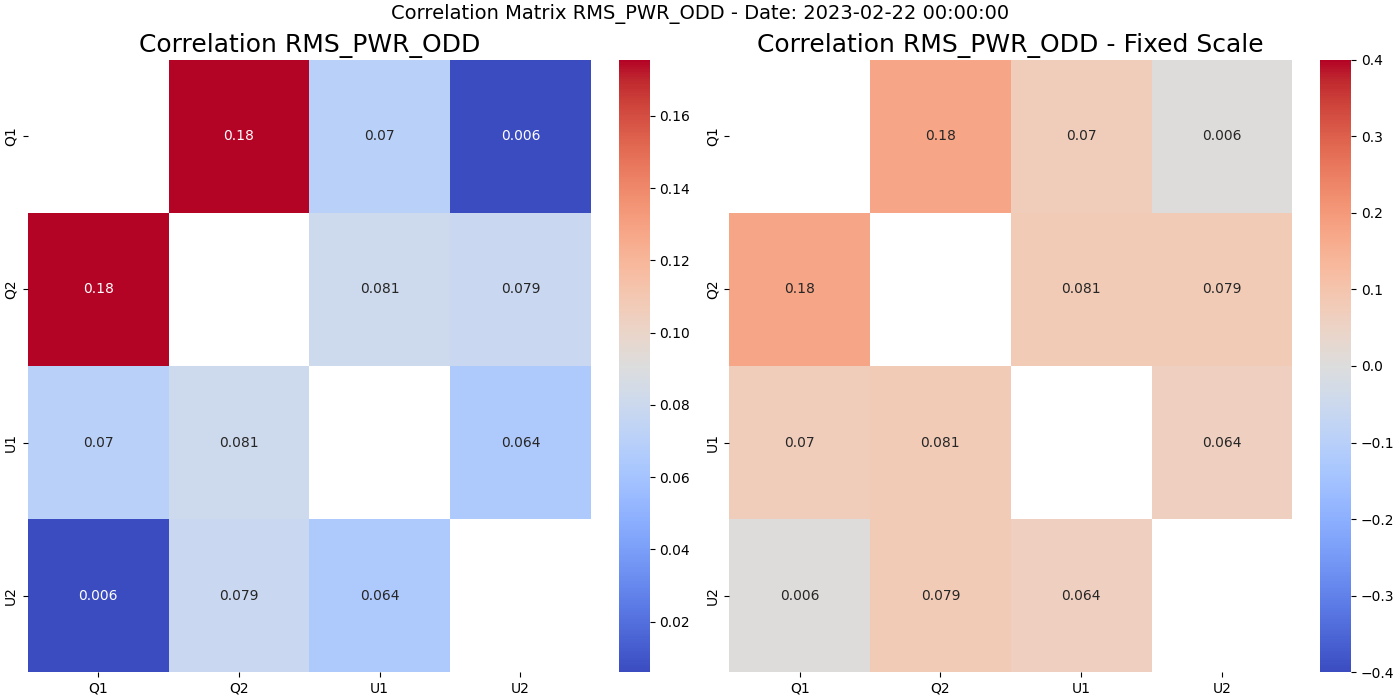 Correlation Matrix RMS_PWR_ODD - Date: 2023-02-22 00:00:00
Correlation RMS_PWR_ODD
Q1
0.18
0.07
0.006
Q2
0.18
0.081
0.079
U1
0.07
0.081
0.064
U2
0.006
0.079
0.064
Q1
Q2
U1
U2
0.16
0.14
0.12
0.10
0.08
0.06
0.04
0.02
Correlation RMS_PWR_ODD - Fixed Scale
Q1
0.18
0.07
0.006
Q2
0.18
0.081
0.079
U1
0.07
0.081
0.064
U2
0.006
0.079
0.064
Q1
Q2
U1
U2
0.4
0.3
0.2
0.1
0.0
−0.1
−0.2
−0.3
−0.4